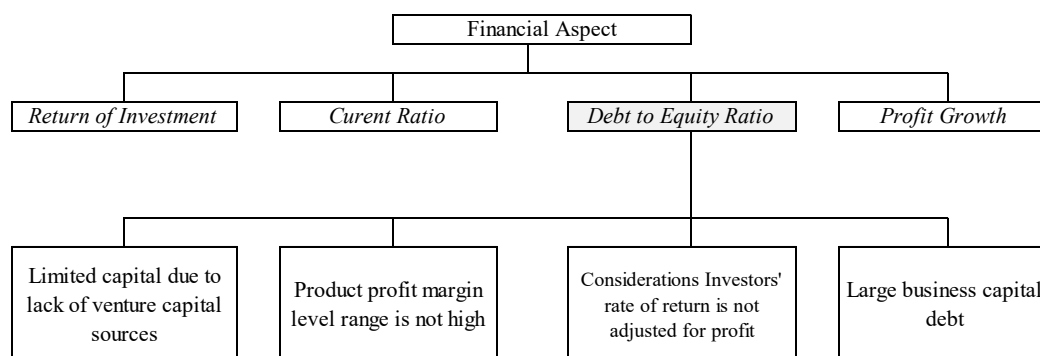 Financial Aspect
Return of Investment
Curent Ratio
Debt to Equity Ratio
Profit Growth
Limited capital due to
lack of venture capital
sources
Product profit margin
level range is not high
Considerations Investors'
rate of return is not
adjusted for profit
Large business capital
debt